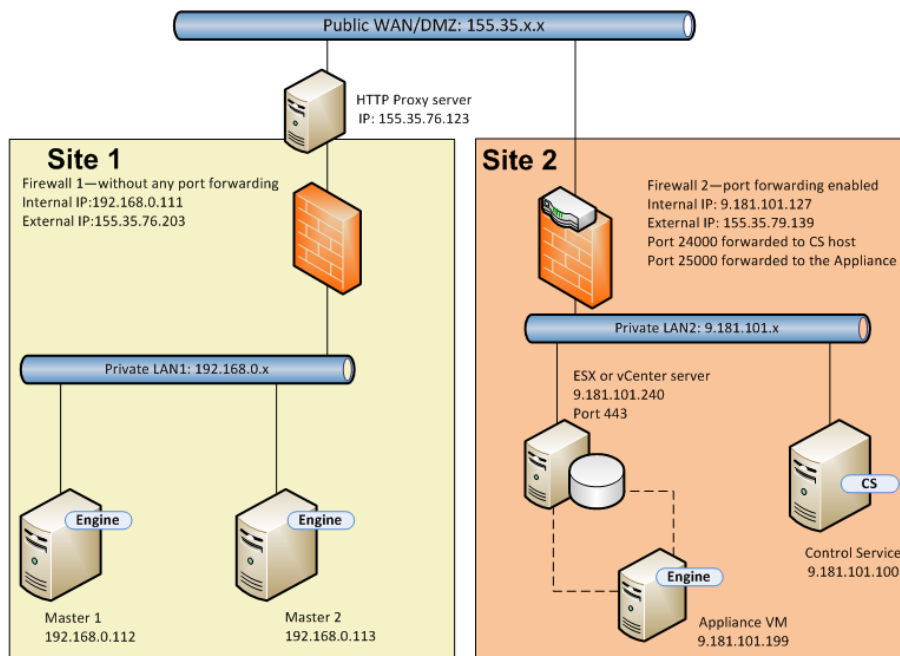 Public WAN/DMZ: 155.35.x.x
HTTP Proxy server
IP: 155.35.76.123
Site 1
Firewall 1—without any port forwarding
Internal IP:192.168.0.111
External IP:155.35.76.203
Private LAN1: 192.168.0.x
Engine
Engine
Master 1
192.168.0.112
Master 2
192.168.0.113
Site 2
Firewall 2—port forwarding enabled
Internal IP: 9.181.101.127
External IP: 155.35.79.139
Port 24000 forwarded to CS host
Port 25000 forwarded to the Appliance
Private LAN2: 9.181.101.x
ESX or vCenter server
9.181.101.240
Port 443
CS
Control Service
9.181.101.100
Engine
Appliance VM
9.181.101.199